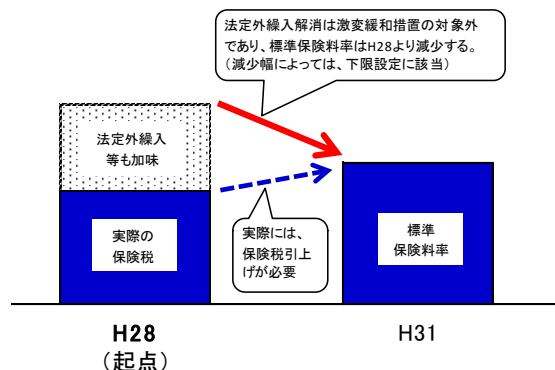 法定外繰入解消は激変緩和措置の対象外
であり、標準保険料率はH28より減少する。
（減少幅によっては、下限設定に該当）
法定外繰入
等も加味
実際の
保険税
実際には、
保険税引上
げが必要
標準
保険料率
H28
（起点）
H31